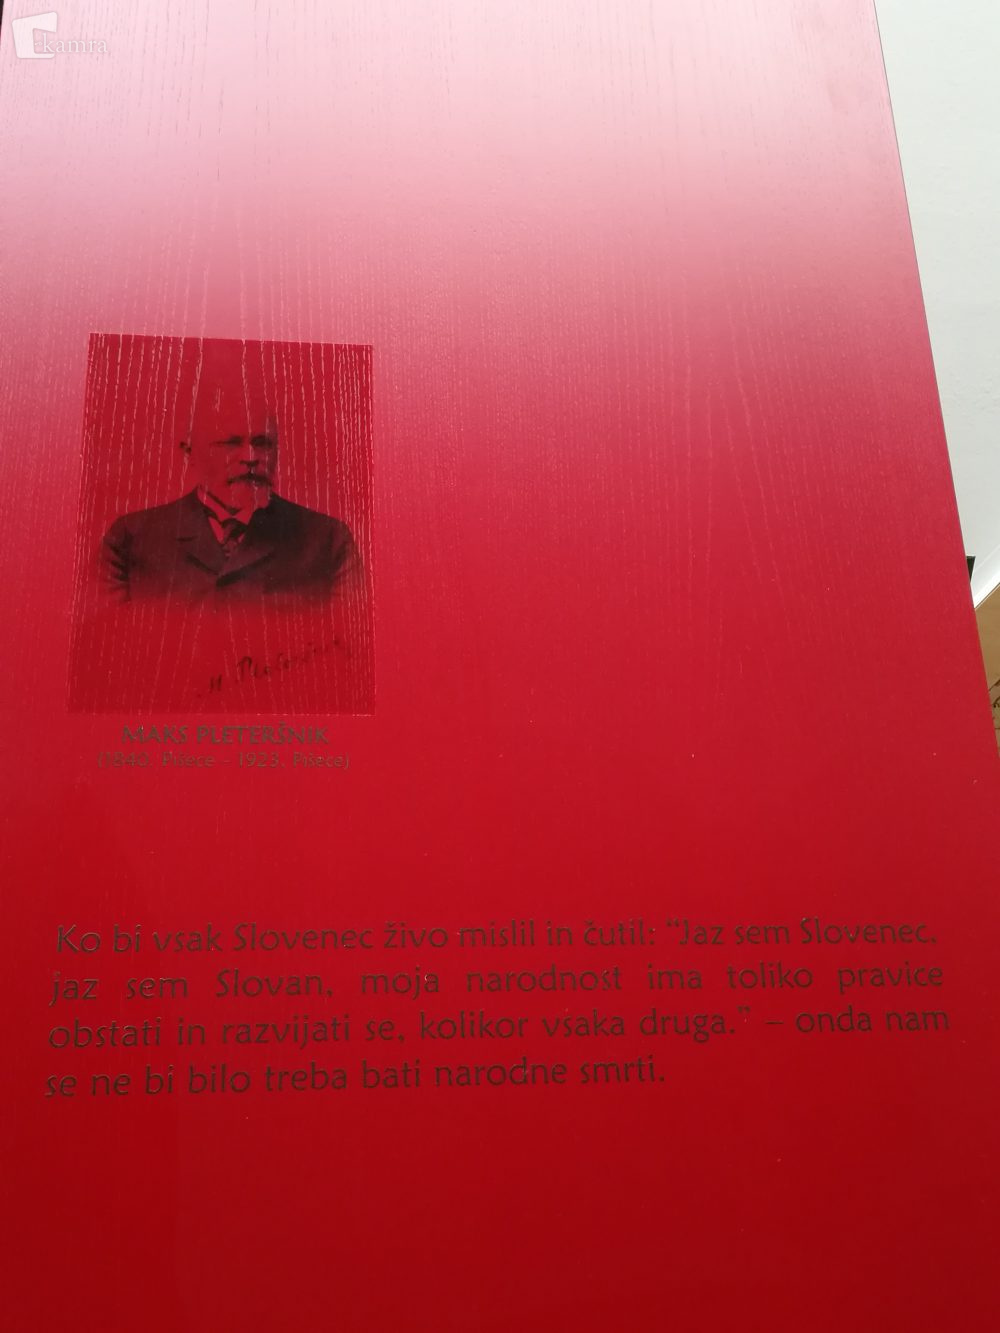 kamra
M. Pleteršnik
MAKS PLETERŠNIK
(1840, Pišece - 1923, Pišece)
Ko bi vsak Slovenec živo mislil in čutil: “Jaz sem Slovenec,
jaz sem Slovan, moja narodnost ima toliko pravice
obstati in razvijati se, kolikor vsaka druga.” – onda nam
se ne bi bilo treba bati narodne smrti.